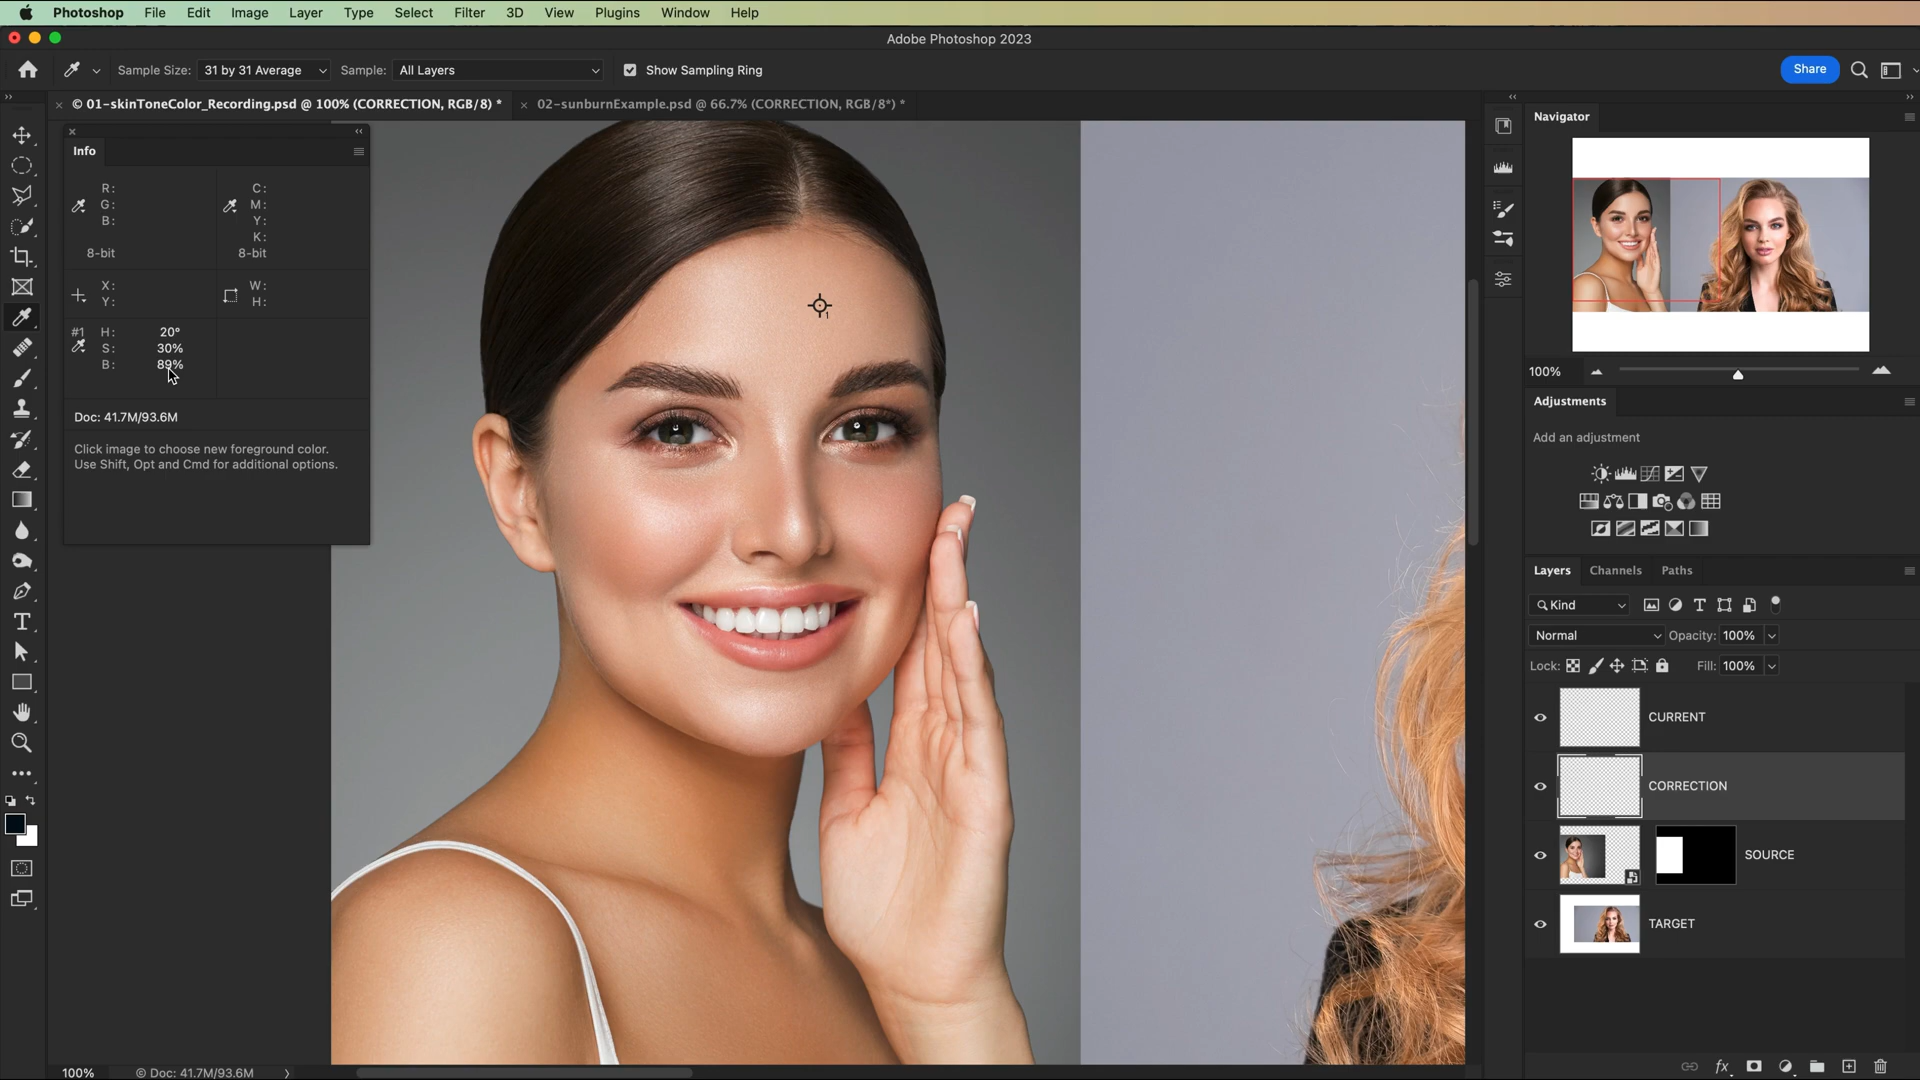 Photoshop File Edit Image Layer Type Select Filter 3D View Plugins Window Help
Adobe Photoshop 2023
Sample Size: 31 by 31 Average Sample: All Layers Show Sampling Ring Share
© 01-skinToneColor_Recording.psd @ 100% (CORRECTION, RGB/8) * 02-sunburnExample.psd @ 66.7% (CORRECTION, RGB/8*) *
Info
R: C:
G: M:
B: Y:
K:
8-bit 8-bit
X: W:
Y: H:
#1 H: 20°
S: 30%
B: 89%
Doc: 41.7M/93.6M
Click image to choose new foreground color.
Use Shift, Opt and Cmd for additional options.
1
Navigator
100%
Adjustments
Add an adjustment
Layers Channels Paths
Kind
Normal Opacity: 100%
Lock: Fill: 100%
CURRENT
CORRECTION
SOURCE
TARGET
fx
100% © Doc: 41.7M/93.6M